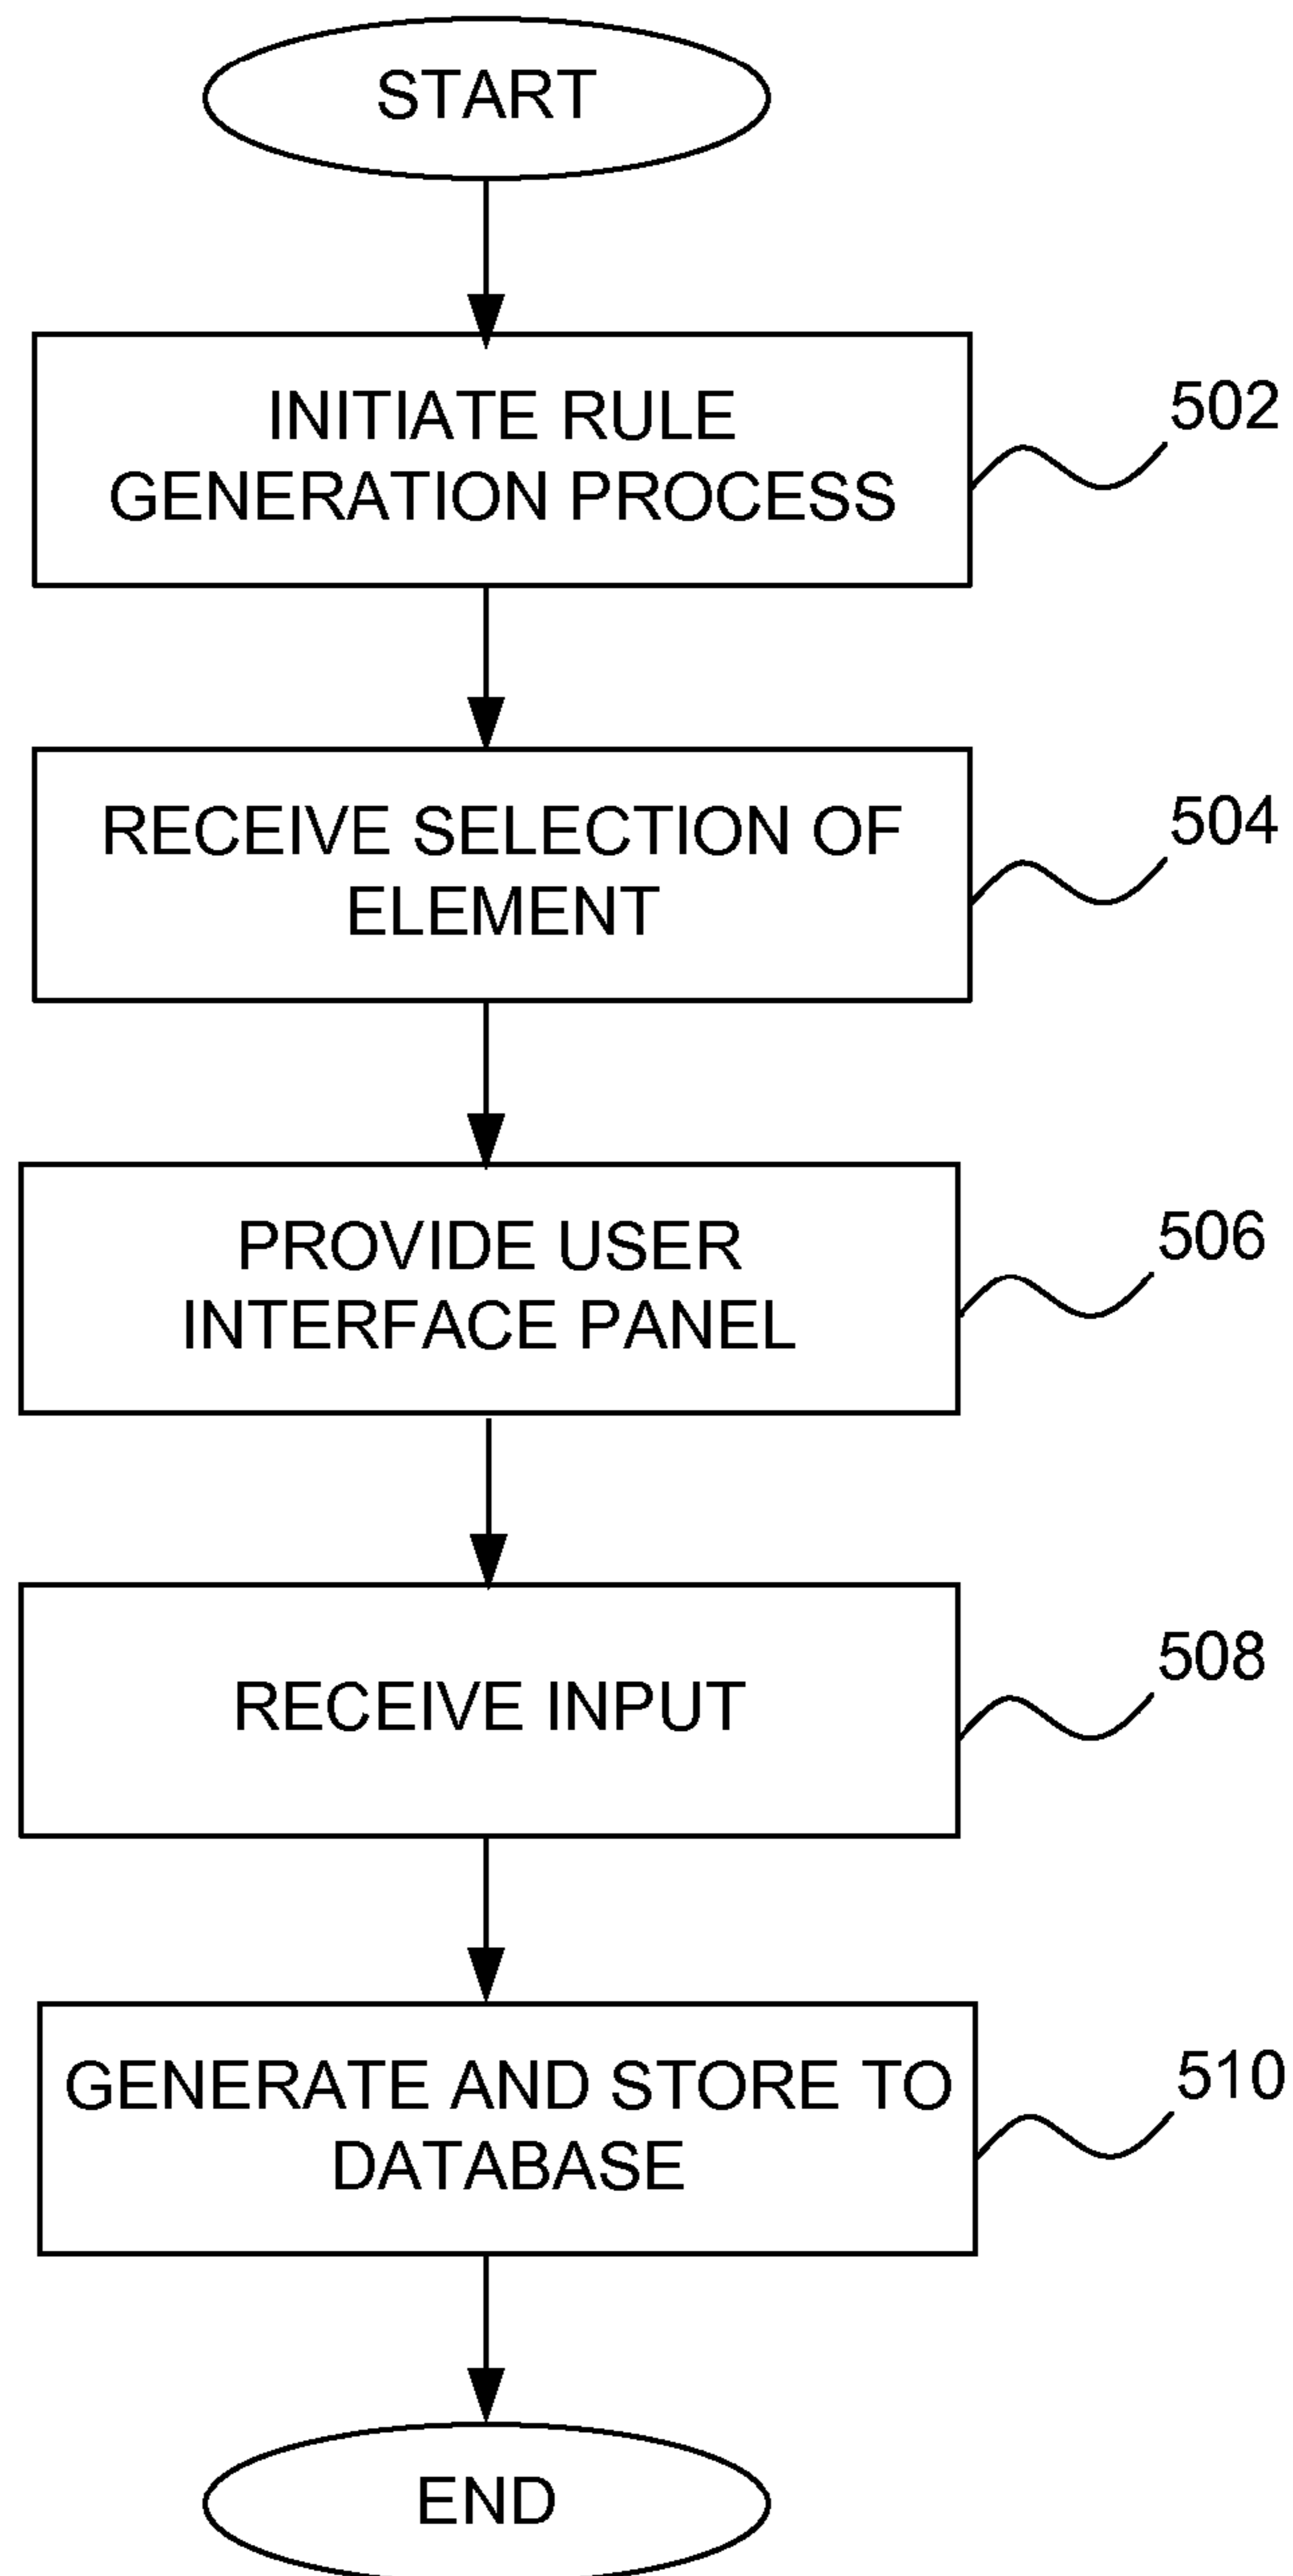 START
INITIATE RULE
GENERATION PROCESS
502
RECEIVE SELECTION OF
ELEMENT
504
PROVIDE USER
INTERFACE PANEL
506
RECEIVE INPUT
508
GENERATE AND STORE TO
DATABASE
510
END